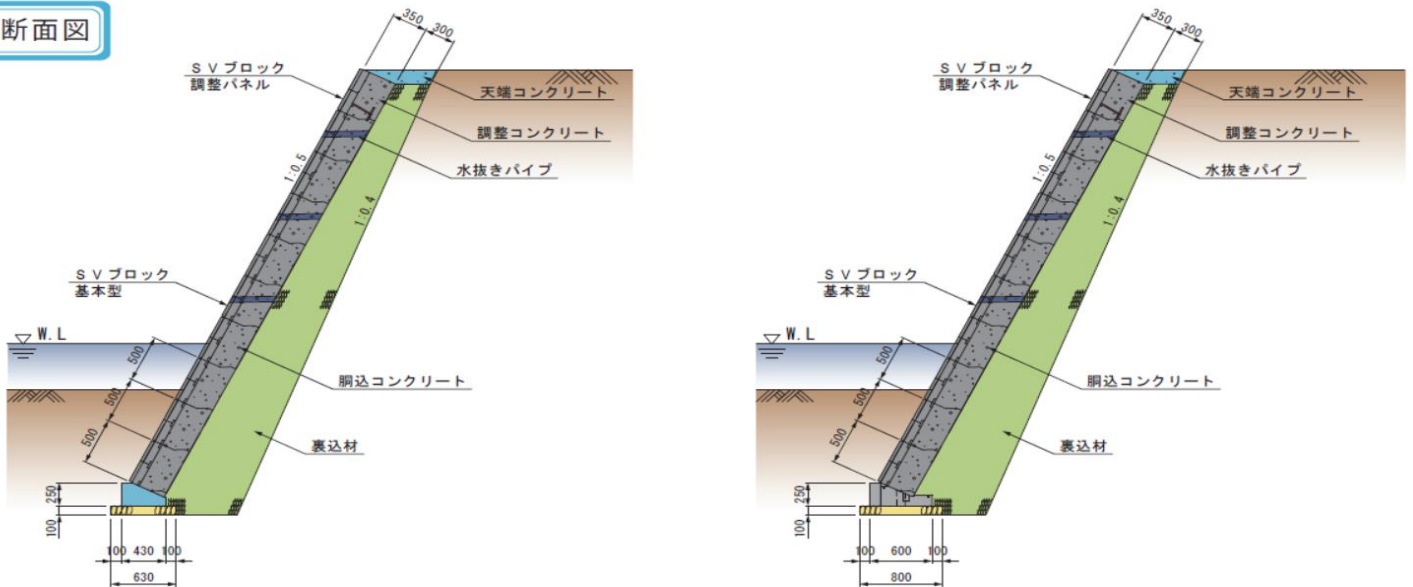 断面図
350
300
SVブロック
調整パネル
天端コンクリート
調整コンクリート
水抜きパイプ
1:0.5
1:0.4
SVブロック
基本型
W.L
500
500
500
胴込コンクリート
裏込材
250
100
100 430 100
630
350
300
SVブロック
調整パネル
天端コンクリート
調整コンクリート
水抜きパイプ
1:0.5
1:0.4
SVブロック
基本型
W.L
500
500
500
胴込コンクリート
裏込材
250
100
100 600 100
800